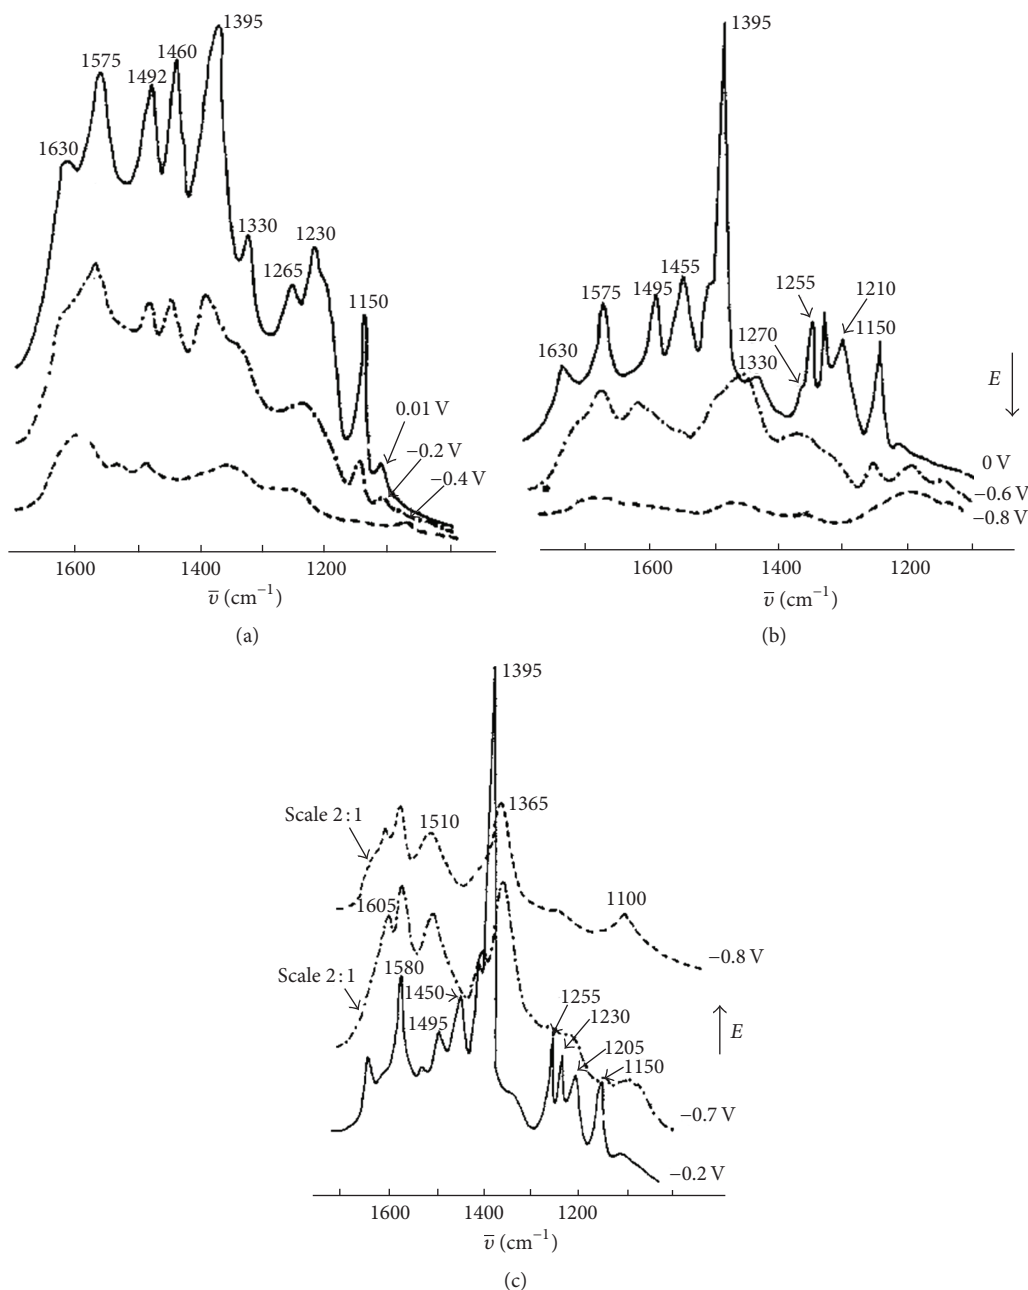 1395
1460
1575
1492
1630
1330
1230
1265
1150
0.01 V
−0.2 V
−0.4 V
1600
1400
1200
ν̅ (cm⁻¹)
(a)
1395
1455
1255
1210
1575
1495
1270
1150
1630
1330
E
0 V
−0.6 V
−0.8 V
1600
1400
1200
ν̅ (cm⁻¹)
(b)
1395
1365
Scale 2 : 1
1510
1605
1100
−0.8 V
Scale 2 : 1
1580
1450
1255
1495
1230
E
1205
1150
−0.7 V
−0.2 V
1600
1400
1200
ν̅ (cm⁻¹)
(c)